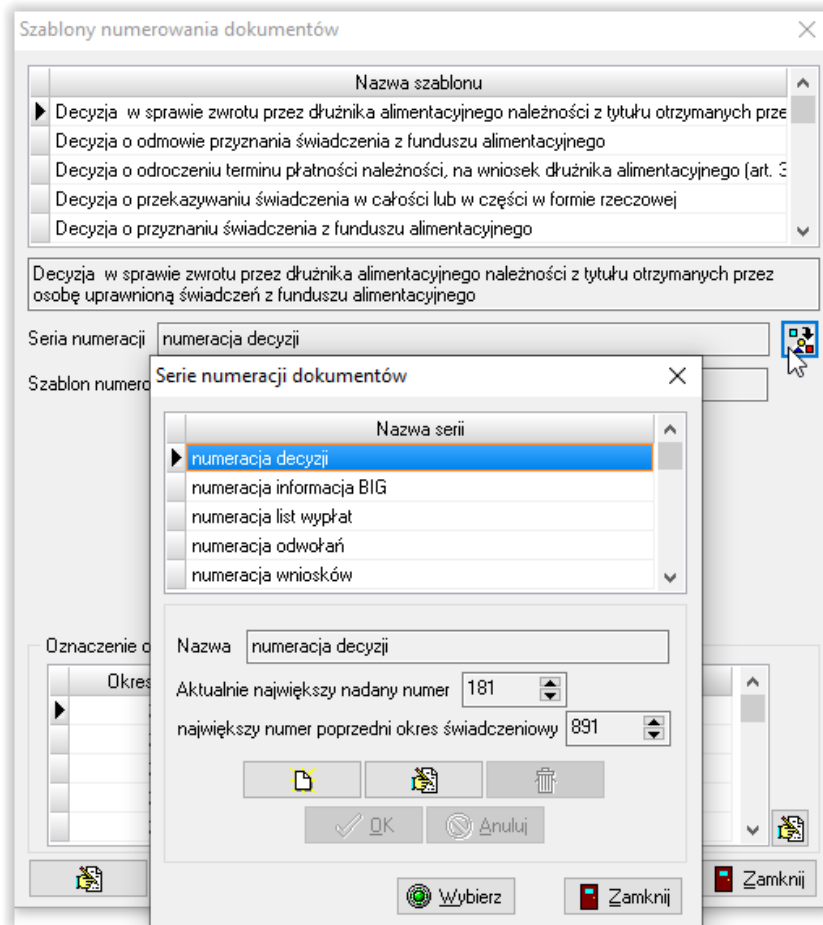 Szablony numerowania dokumentów
Nazwa szablonu
Decyzja w sprawie zwrotu przez dłużnika alimentacyjnego należności z tytułu otrzymanych prze
Decyzja o odmowie przyznania świadczenia z funduszu alimentacyjnego
Decyzja o odroczeniu terminu płatności należności, na wniosek dłużnika alimentacyjnego (art. 3
Decyzja o przekazywaniu świadczenia w całości lub w części w formie rzeczowej
Decyzja o przyznaniu świadczenia z funduszu alimentacyjnego
Decyzja w sprawie zwrotu przez dłużnika alimentacyjnego należności z tytułu otrzymanych przez
osobę uprawnioną świadczeń z funduszu alimentacyjnego
Seria numeracji numeracja decyzji
Szablon numero
Serie numeracji dokumentów
Nazwa serii
numeracja decyzji
numeracja informacja BIG
numeracja list wypłat
numeracja odwołań
numeracja wniosków
Oznaczenie o
Okres
Nazwa numeracja decyzji
Aktualnie największy nadany numer 181
największy numer poprzedni okres świadczeniowy 891
OK Anuluj
Wybierz Zamknij
Zamknij